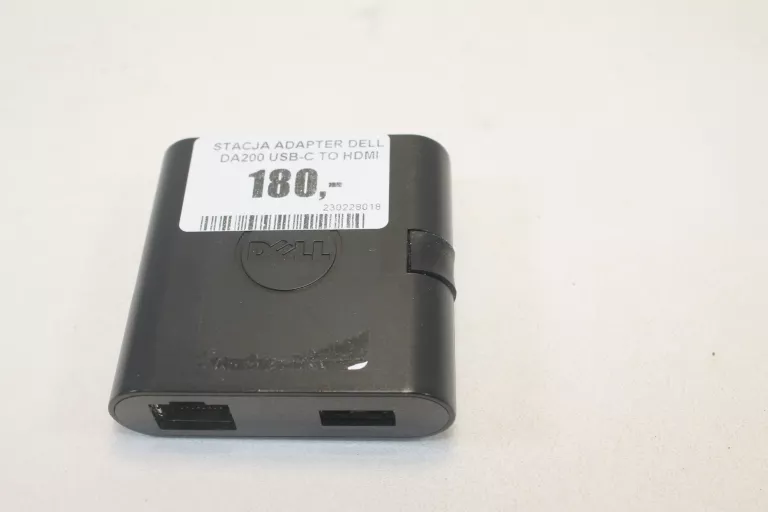 STACJA ADAPTER DELL
DA200 USB-C TO HDMI
180,-
230228018
DELL